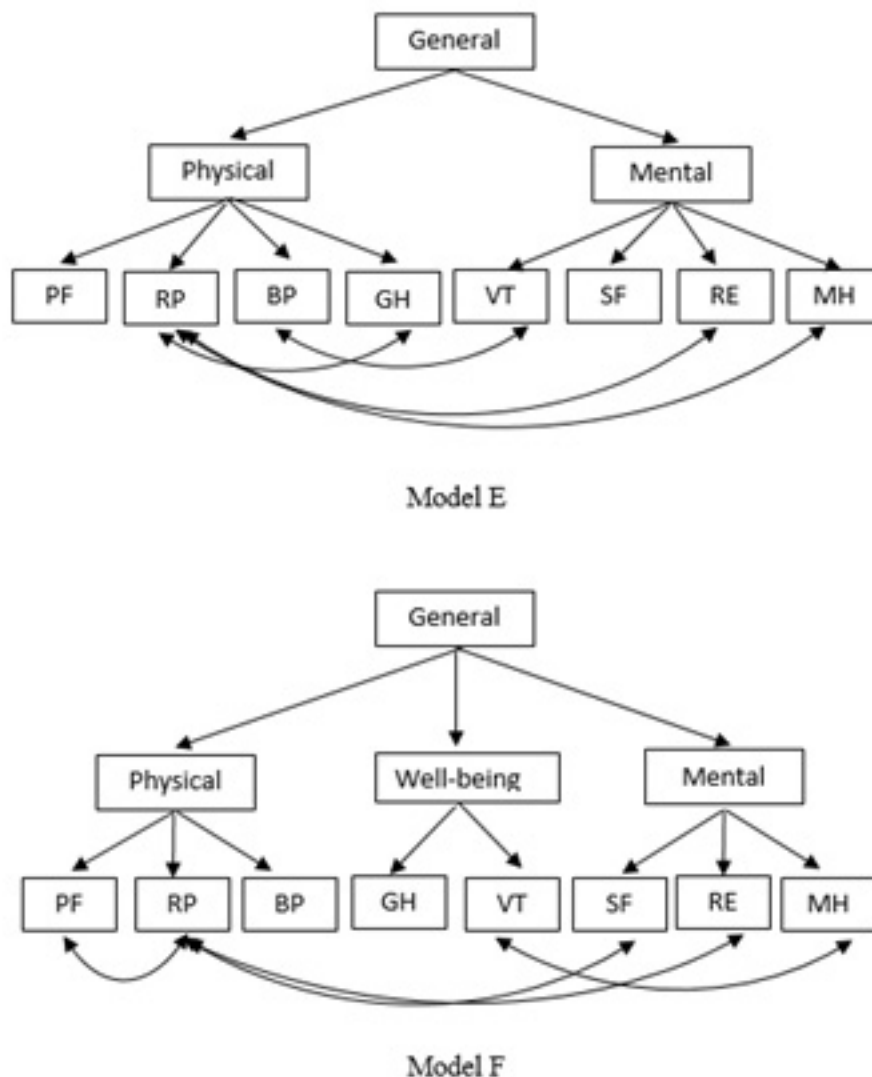 General
Physical Mental
PF RP BP GH VT SF RE MH
Model E
General
Physical Well-being Mental
PF RP BP GH VT SF RE MH
Model F